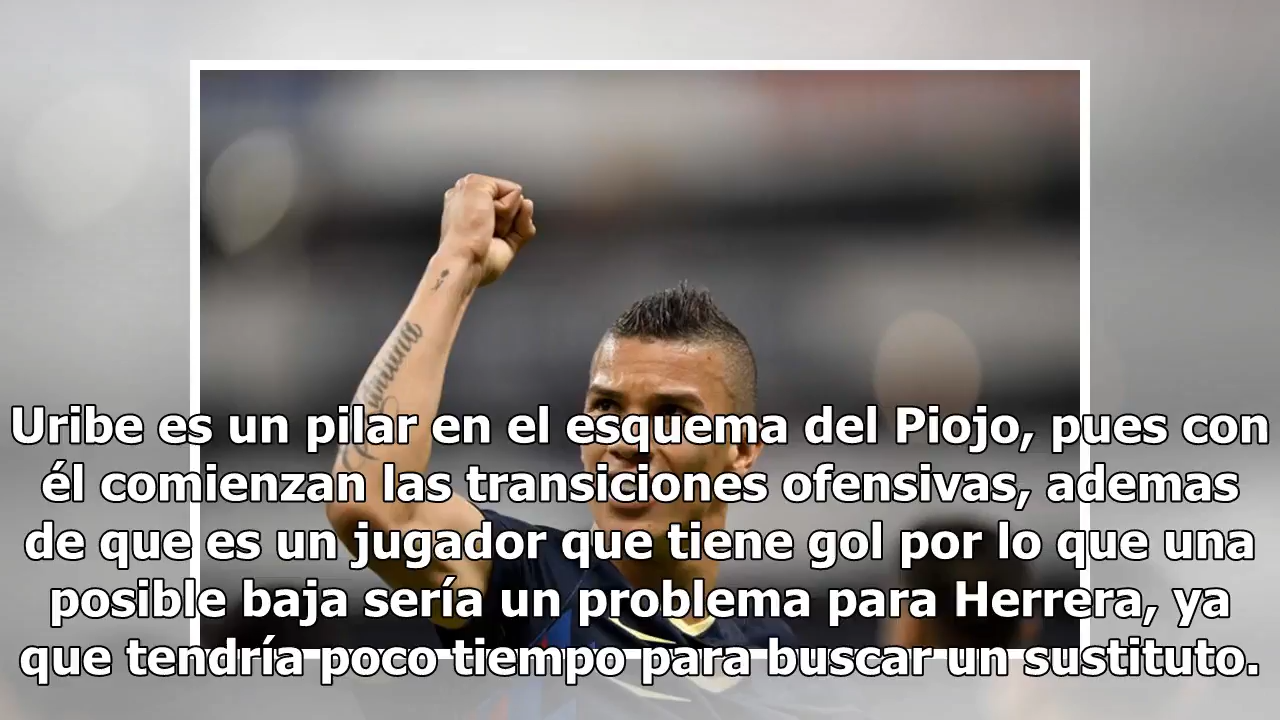 Uribe es un pilar en el esquema del Piojo, pues con
él comienzan las transiciones ofensivas, ademas
de que es un jugador que tiene gol por lo que una
posible baja sería un problema para Herrera, ya
que tendría poco tiempo para buscar un sustituto.